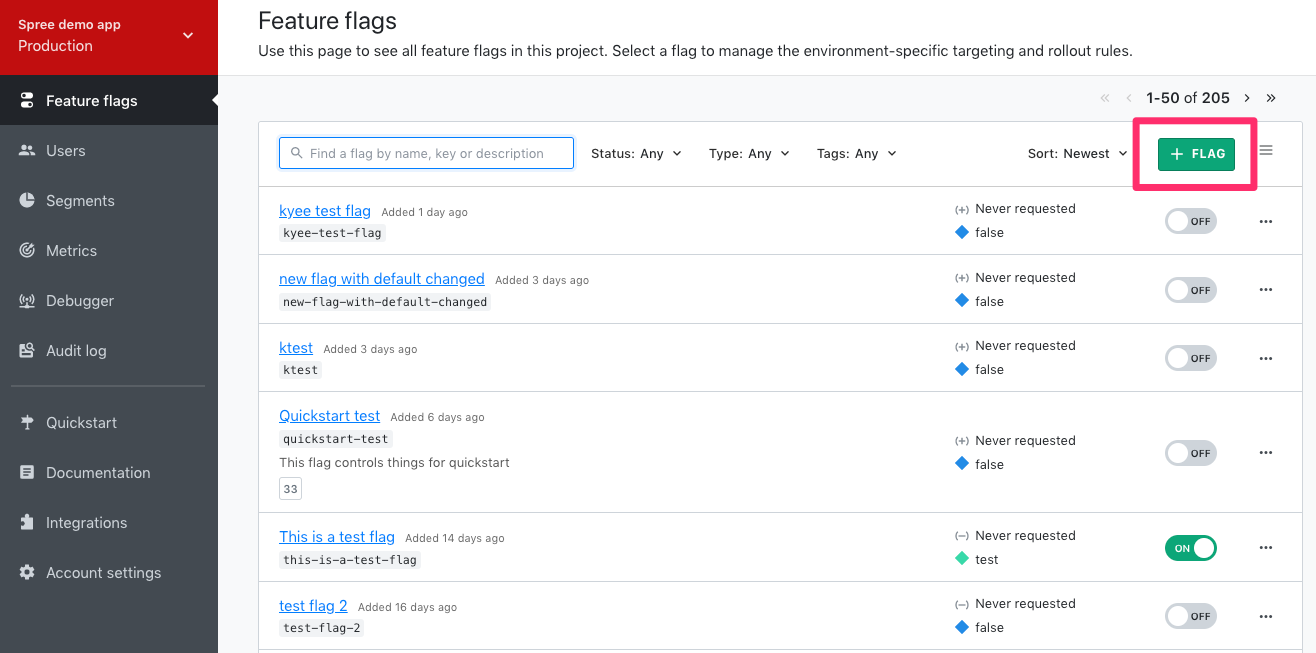 Spree demo app
Production
Feature flags
Users
Segments
Metrics
Debugger
Audit log
Quickstart
Documentation
Integrations
Account settings
Feature flags
Use this page to see all feature flags in this project. Select a flag to manage the environment-specific targeting and rollout rules.
1-50 of 205
Find a flag by name, key or description Status: Any Type: Any Tags: Any Sort: Newest + FLAG
kyee test flag Added 1 day ago (+) Never requested
kyee-test-flag false OFF
new flag with default changed Added 3 days ago (+) Never requested
new-flag-with-default-changed false OFF
ktest Added 3 days ago (+) Never requested
ktest false OFF
Quickstart test Added 6 days ago
quickstart-test (+) Never requested
This flag controls things for quickstart false OFF
33
This is a test flag Added 14 days ago (−) Never requested
this-is-a-test-flag test ON
test flag 2 Added 16 days ago (−) Never requested
test-flag-2 false OFF